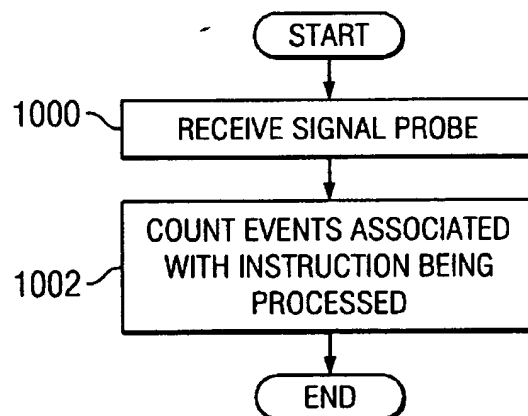 START
1000
RECEIVE SIGNAL PROBE
COUNT EVENTS ASSOCIATED
WITH INSTRUCTION BEING
1002
PROCESSED
END